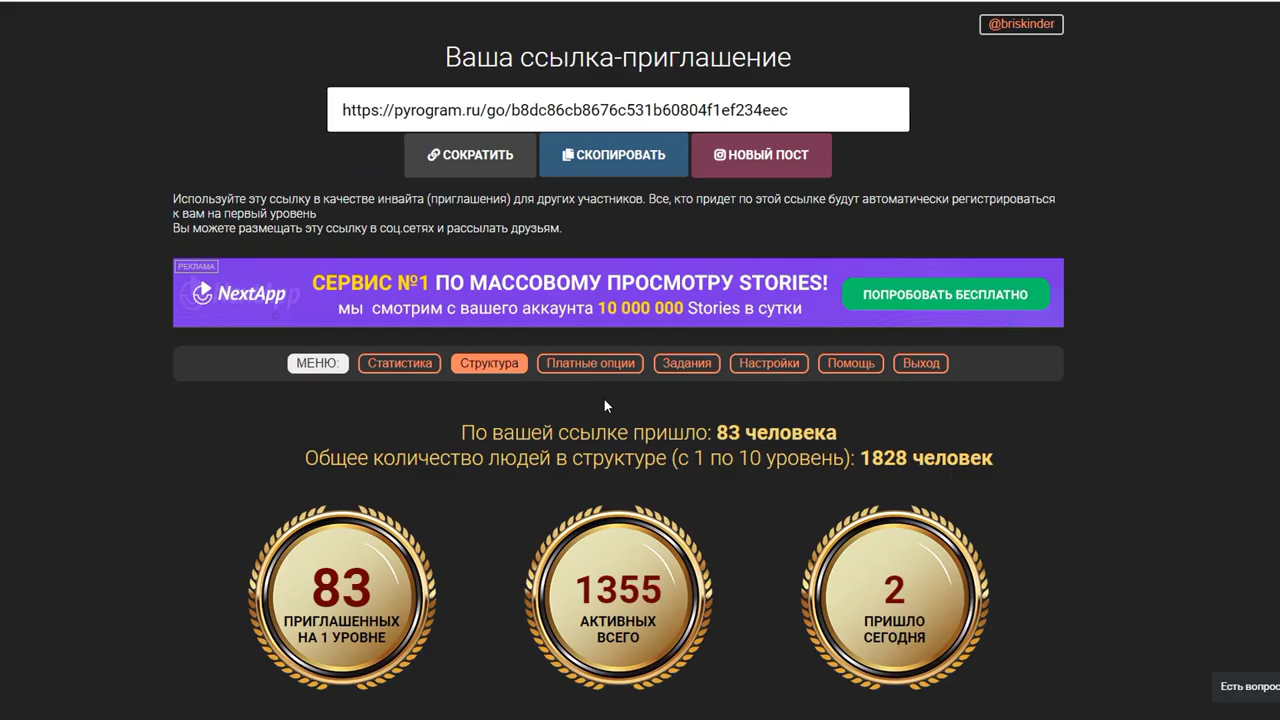 @briskinder
Ваша ссылка-приглашение
https://pyrogram.ru/go/b8dc86cb8676c531b60804f1ef234eec
СОКРАТИТЬ
СКОПИРОВАТЬ
НОВЫЙ ПОСТ
Используйте эту ссылку в качестве инвайта (приглашения) для других участников. Все, кто придет по этой ссылке будут автоматически регистрироваться
к вам на первый уровень
Вы можете размещать эту ссылку в соц.сетях и рассылать друзьям.
РЕКЛАМА
NextApp
СЕРВИС №1 ПО МАССОВОМУ ПРОСМОТРУ STORIES!
мы смотрим с вашего аккаунта 10 000 000 Stories в сутки
ПОПРОБОВАТЬ БЕСПЛАТНО
МЕНЮ: Статистика Структура Платные опции Задания Настройки Помощь Выход
По вашей ссылке пришло: 83 человека
Общее количество людей в структуре (с 1 по 10 уровень): 1828 человек
83
ПРИГЛАШЕННЫХ
НА 1 УРОВНЕ
1355
АКТИВНЫХ
ВСЕГО
2
ПРИШЛО
СЕГОДНЯ
Есть вопрос